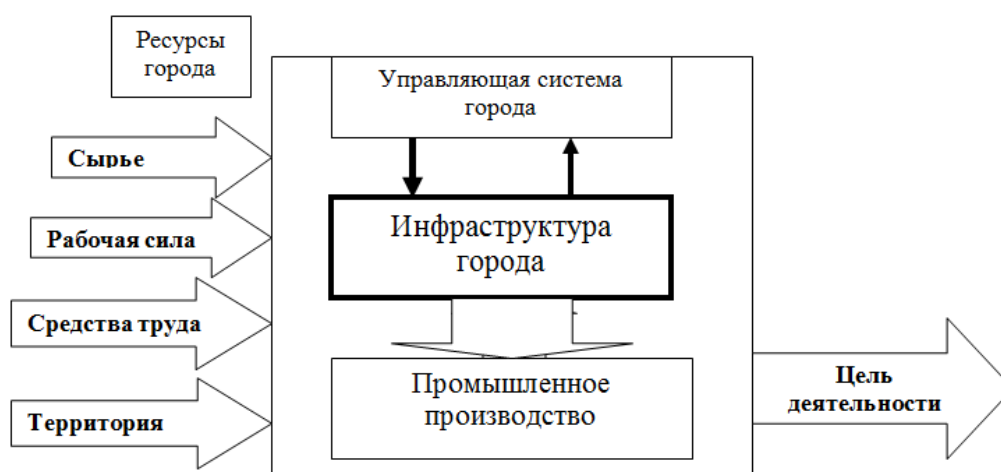 Ресурсы
города
Управляющая система
города
Сырье
Инфраструктура
города
Рабочая сила
Средства труда
Промышленное
производство
Территория
Цель
деятельности